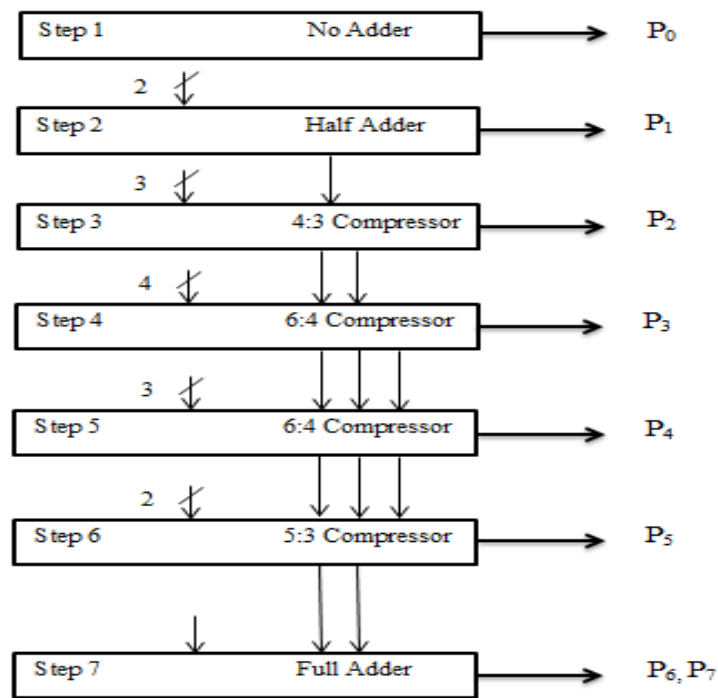 Step 1 No Adder P0
2
Step 2 Half Adder P1
3
Step 3 4:3 Compressor P2
4
Step 4 6:4 Compressor P3
3
Step 5 6:4 Compressor P4
2
Step 6 5:3 Compressor P5
Step 7 Full Adder P6, P7